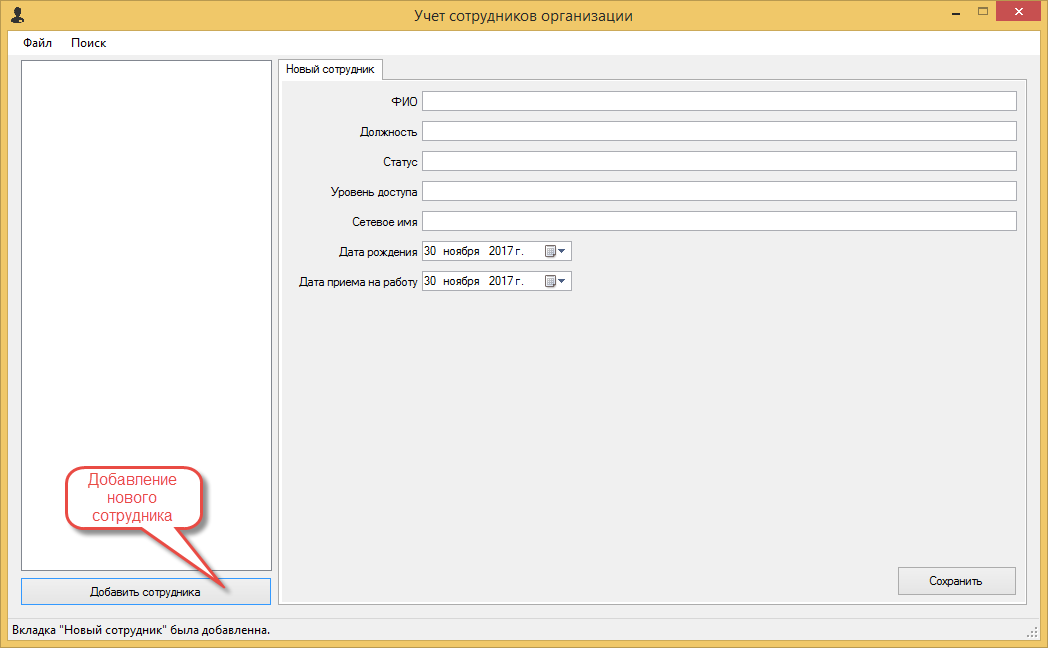 Учет сотрудников организации
Файл Поиск
Новый сотрудник
ФИО
Должность
Статус
Уровень доступа
Сетевое имя
Дата рождения 30 ноября 2017 г.
Дата приема на работу 30 ноября 2017 г.
Добавление
нового
сотрудника
Добавить сотрудника
Сохранить
Вкладка "Новый сотрудник" была добавленна.